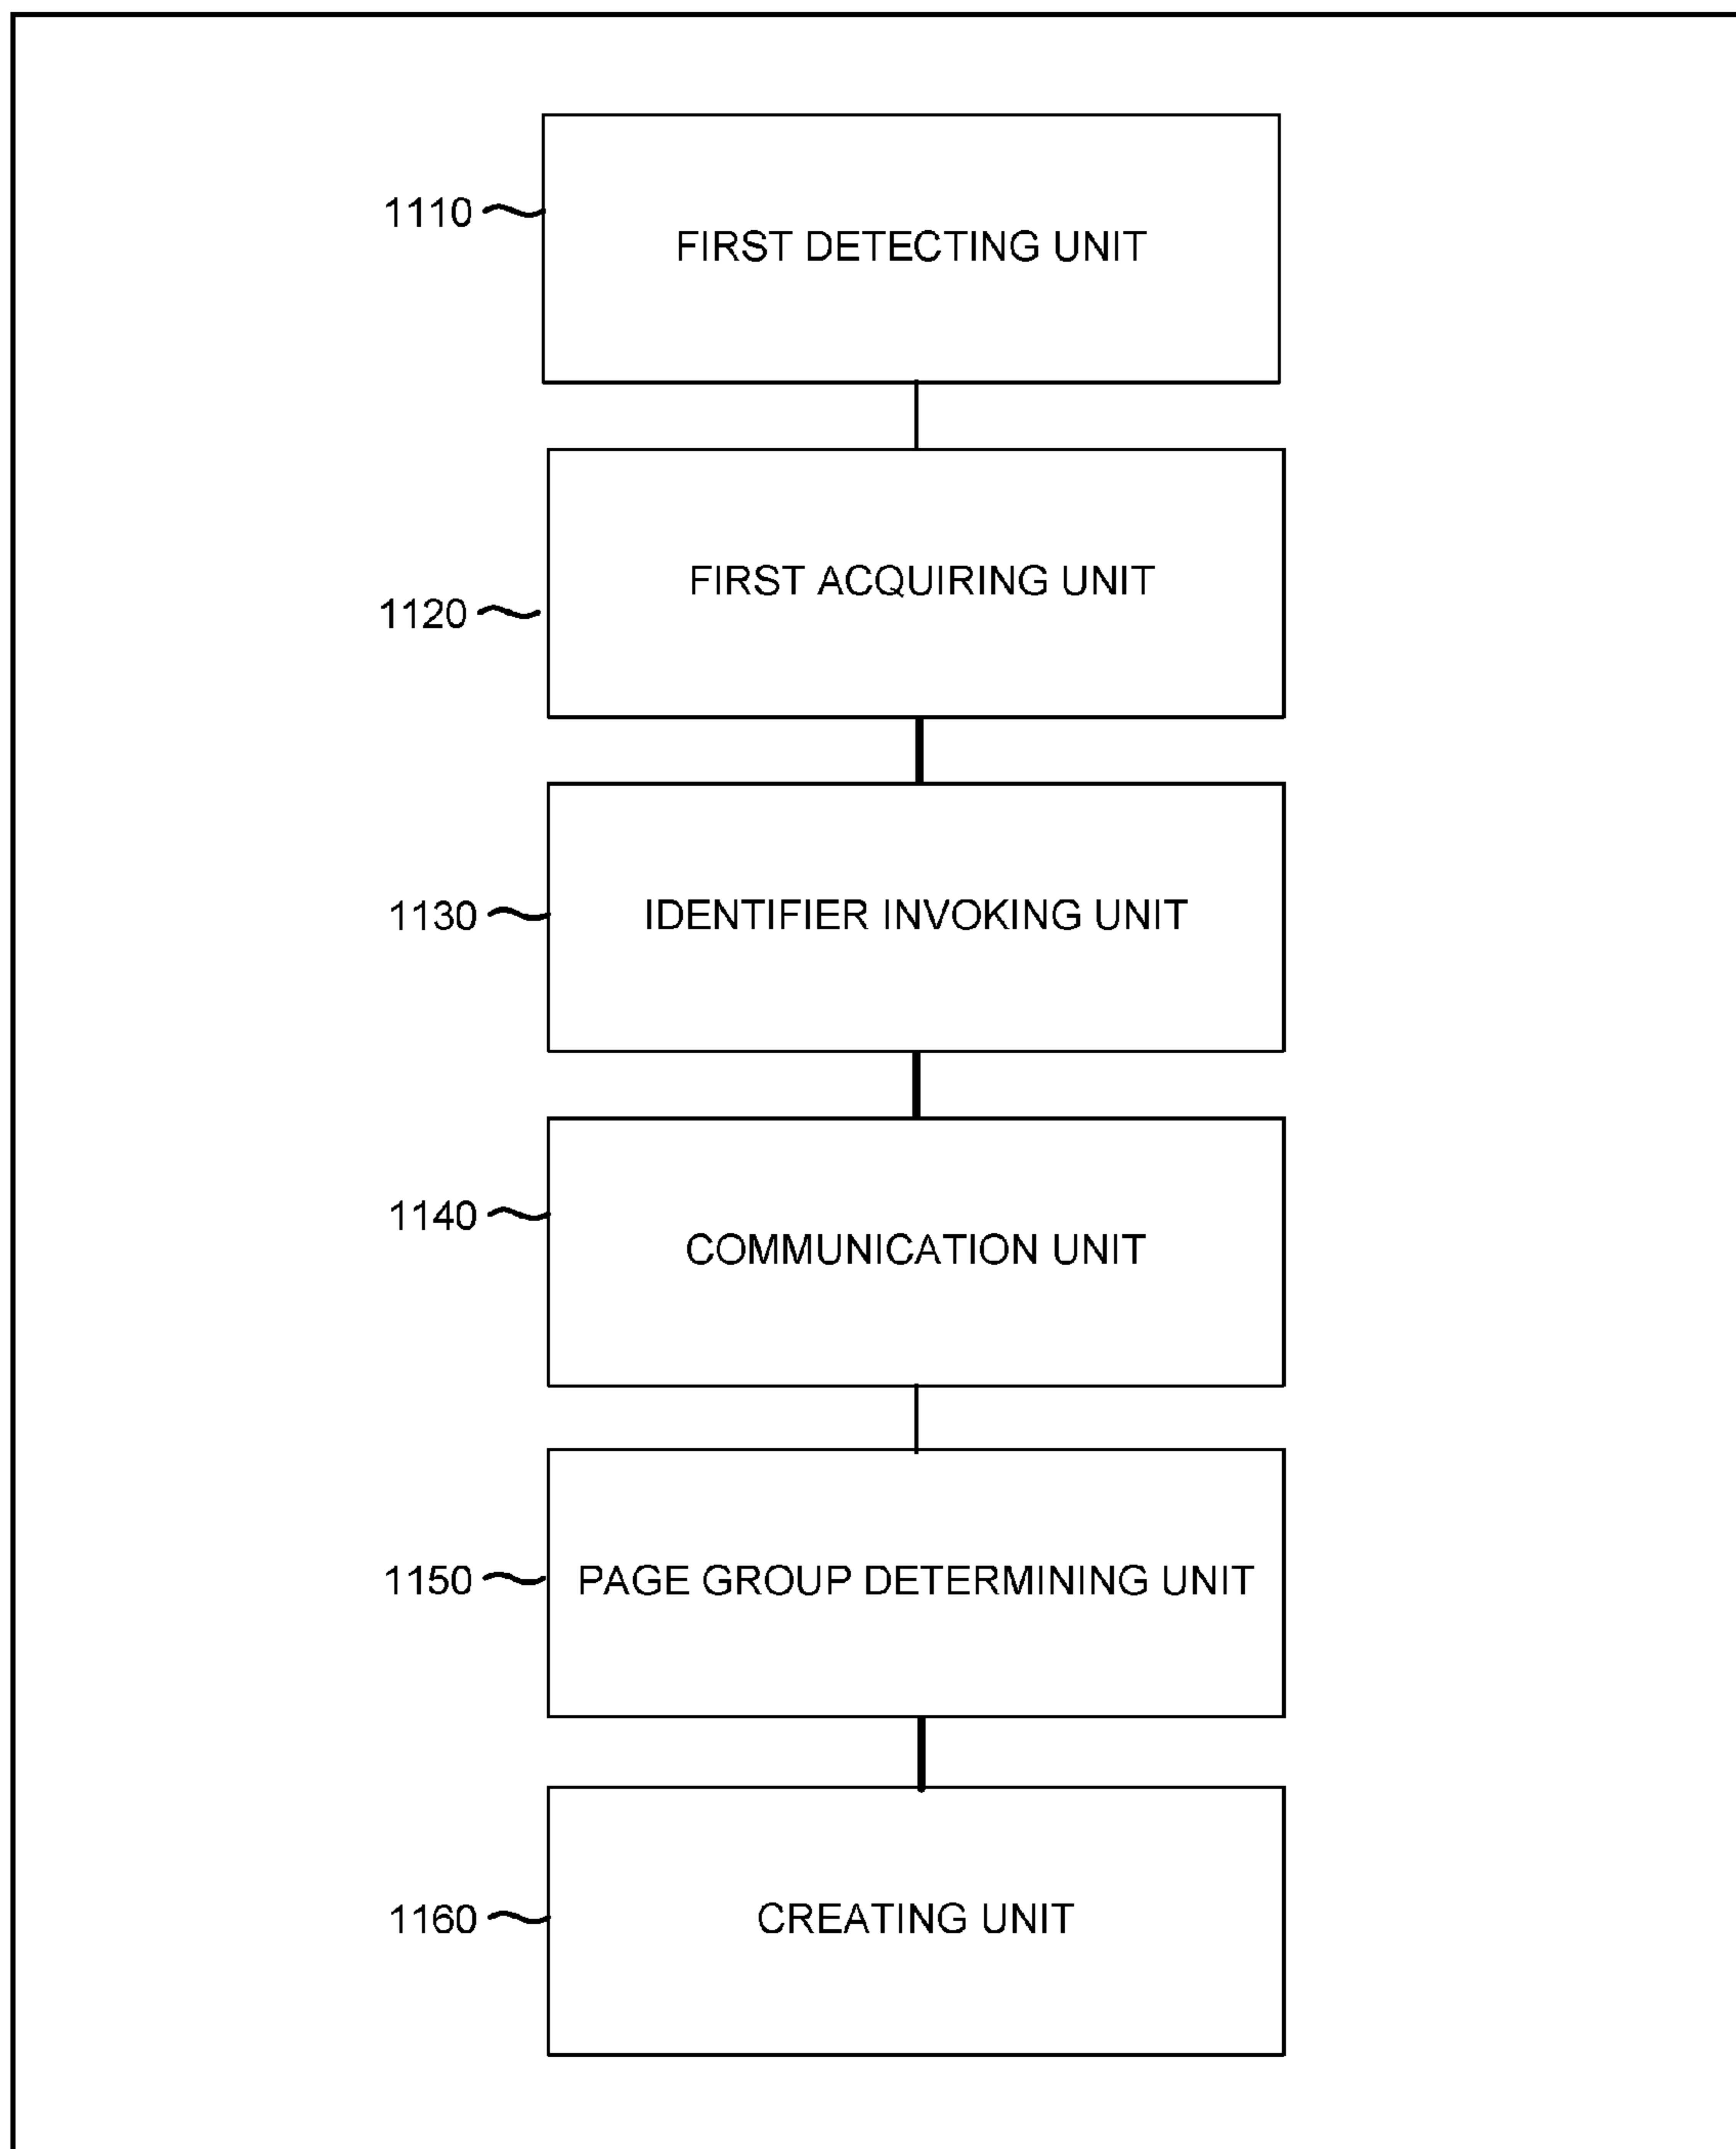 1110
FIRST DETECTING UNIT
FIRST ACQUIRING UNIT
1120
1130
IDENTIFIER INVOKING UNIT
1140
COMMUNICATION UNIT
1150
PAGE GROUP DETERMINING UNIT
1160
CREATING UNIT